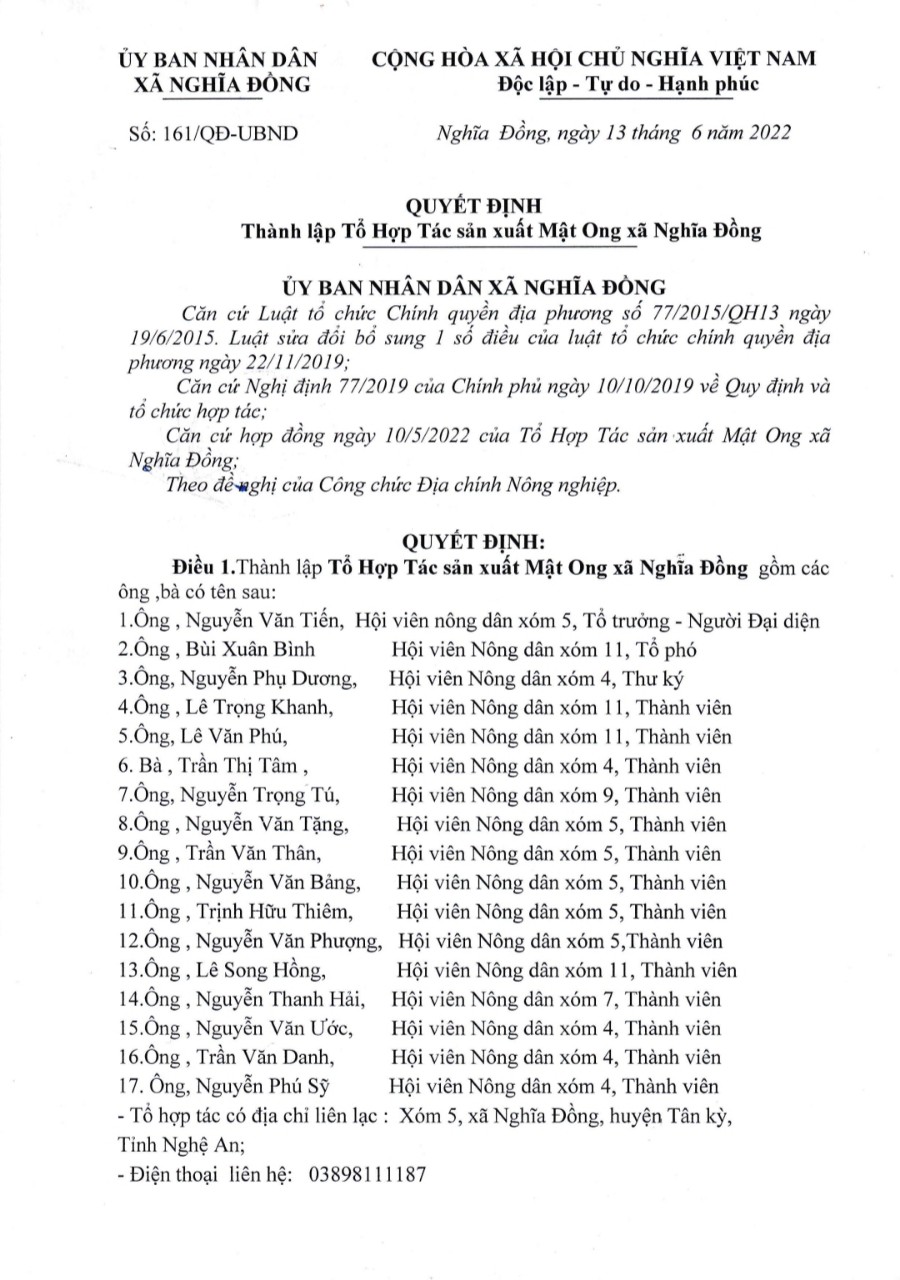 ỦY BAN NHÂN DÂN
XÃ NGHĨA ĐỒNG
CỘNG HÒA XÃ HỘI CHỦ NGHĨA VIỆT NAM
Độc lập - Tự do - Hạnh phúc
Số: 161/QĐ-UBND
Nghĩa Đồng, ngày 13 tháng 6 năm 2022
QUYẾT ĐỊNH
Thành lập Tổ Hợp Tác sản xuất Mật Ong xã Nghĩa Đồng
ỦY BAN NHÂN DÂN XÃ NGHĨA ĐỒNG
Căn cứ Luật tổ chức Chính quyền địa phương số 77/2015/QH13 ngày
19/6/2015. Luật sửa đổi bổ sung 1 số điều của luật tổ chức chính quyền địa
phương ngày 22/11/2019;
Căn cứ Nghị định 77/2019 của Chính phủ ngày 10/10/2019 về Quy định và
tổ chức hợp tác;
Căn cứ hợp đồng ngày 10/5/2022 của Tổ Hợp Tác sản xuất Mật Ong xã
Nghĩa Đồng;
Theo đề nghị của Công chức Địa chính Nông nghiệp.
QUYẾT ĐỊNH:
Điều 1.Thành lập Tổ Hợp Tác sản xuất Mật Ong xã Nghĩa Đồng gồm các
ông ,bà có tên sau:
1.Ông , Nguyễn Văn Tiến, Hội viên nông dân xóm 5, Tổ trưởng - Người Đại diện
2.Ông , Bùi Xuân Bình Hội viên Nông dân xóm 11, Tổ phó
3.Ông, Nguyễn Phụ Dương, Hội viên Nông dân xóm 4, Thư ký
4.Ông , Lê Trọng Khanh, Hội viên Nông dân xóm 11, Thành viên
5.Ông, Lê Văn Phú, Hội viên Nông dân xóm 11, Thành viên
6. Bà , Trần Thị Tâm , Hội viên Nông dân xóm 4, Thành viên
7.Ông, Nguyễn Trọng Tú, Hội viên Nông dân xóm 9, Thành viên
8.Ông , Nguyễn Văn Tặng, Hội viên Nông dân xóm 5, Thành viên
9.Ông , Trần Văn Thân, Hội viên Nông dân xóm 5, Thành viên
10.Ông , Nguyễn Văn Bảng, Hội viên Nông dân xóm 5, Thành viên
11.Ông , Trịnh Hữu Thiêm, Hội viên Nông dân xóm 5, Thành viên
12.Ông , Nguyễn Văn Phượng, Hội viên Nông dân xóm 5,Thành viên
13.Ông , Lê Song Hồng, Hội viên Nông dân xóm 11, Thành viên
14.Ông , Nguyễn Thanh Hải, Hội viên Nông dân xóm 7, Thành viên
15.Ông , Nguyễn Văn Ước, Hội viên Nông dân xóm 4, Thành viên
16.Ông , Trần Văn Danh, Hội viên Nông dân xóm 4, Thành viên
17. Ông, Nguyễn Phú Sỹ Hội viên Nông dân xóm 4, Thành viên
- Tổ hợp tác có địa chỉ liên lạc : Xóm 5, xã Nghĩa Đồng, huyện Tân kỳ,
Tỉnh Nghệ An;
- Điện thoại liên hệ: 03898111187